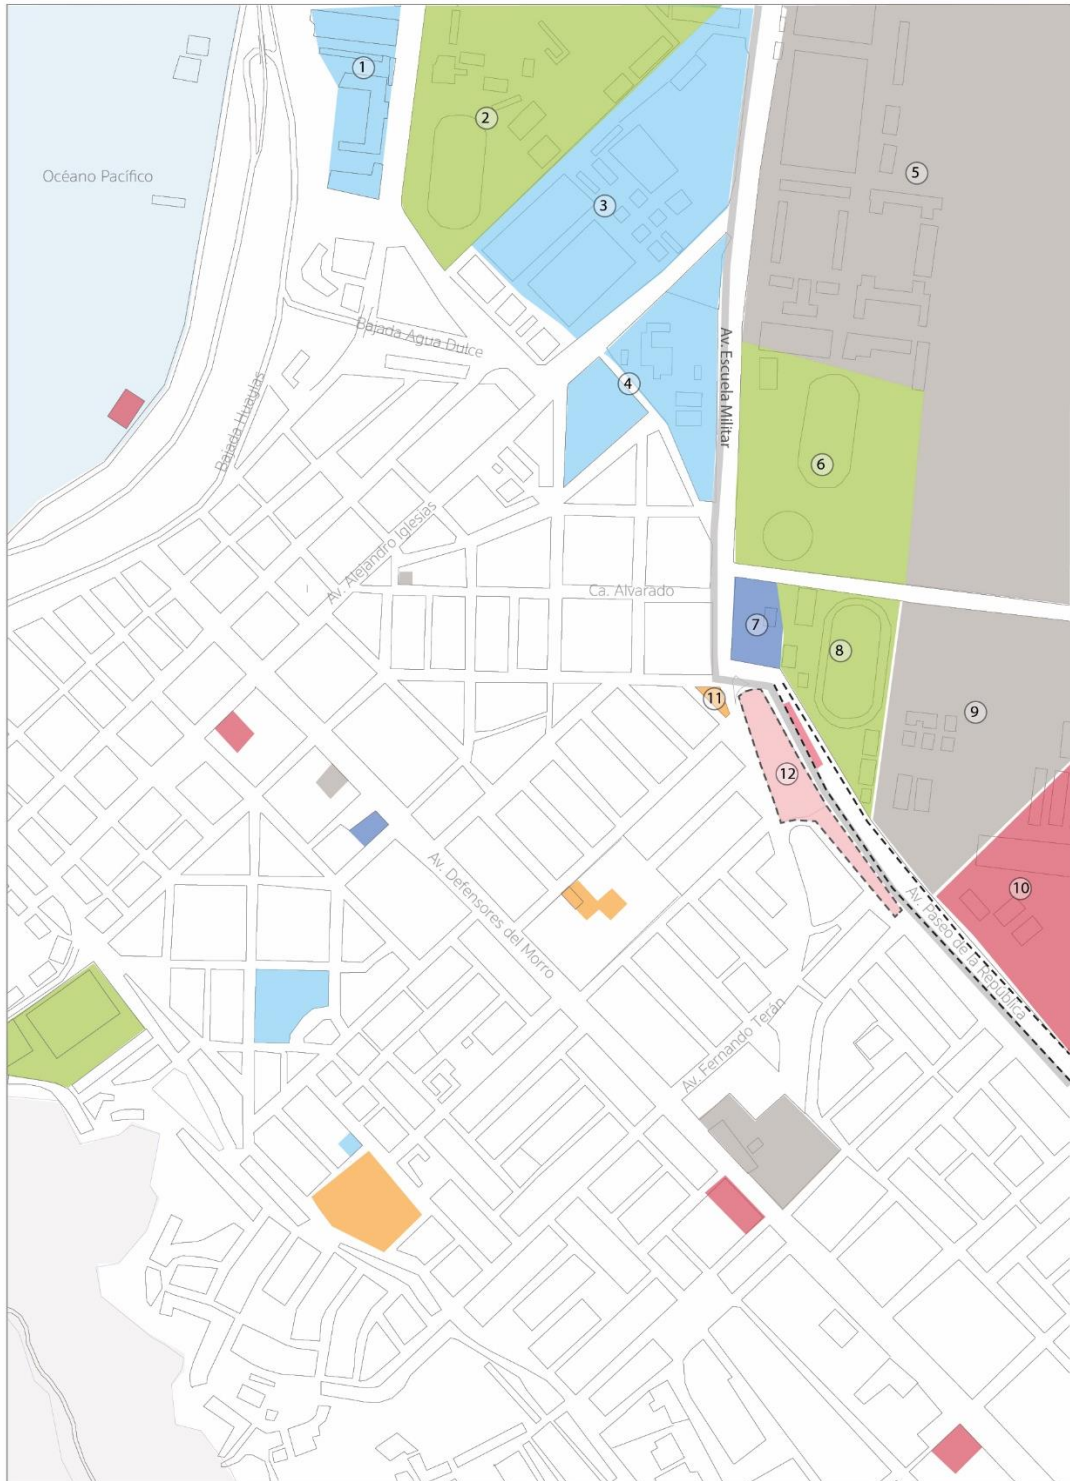 1
2
3
Océano Pacífico
5
Bajada Agua Dulce
Av. Escuela Militar
4
Bajada Huaylas
6
Av. Alejandro Iglesias
Ca. Alvarado
7
8
11
9
12
Av. Defensores del Morro
10
Av. Paseo de la República
Av. Fernando Terán